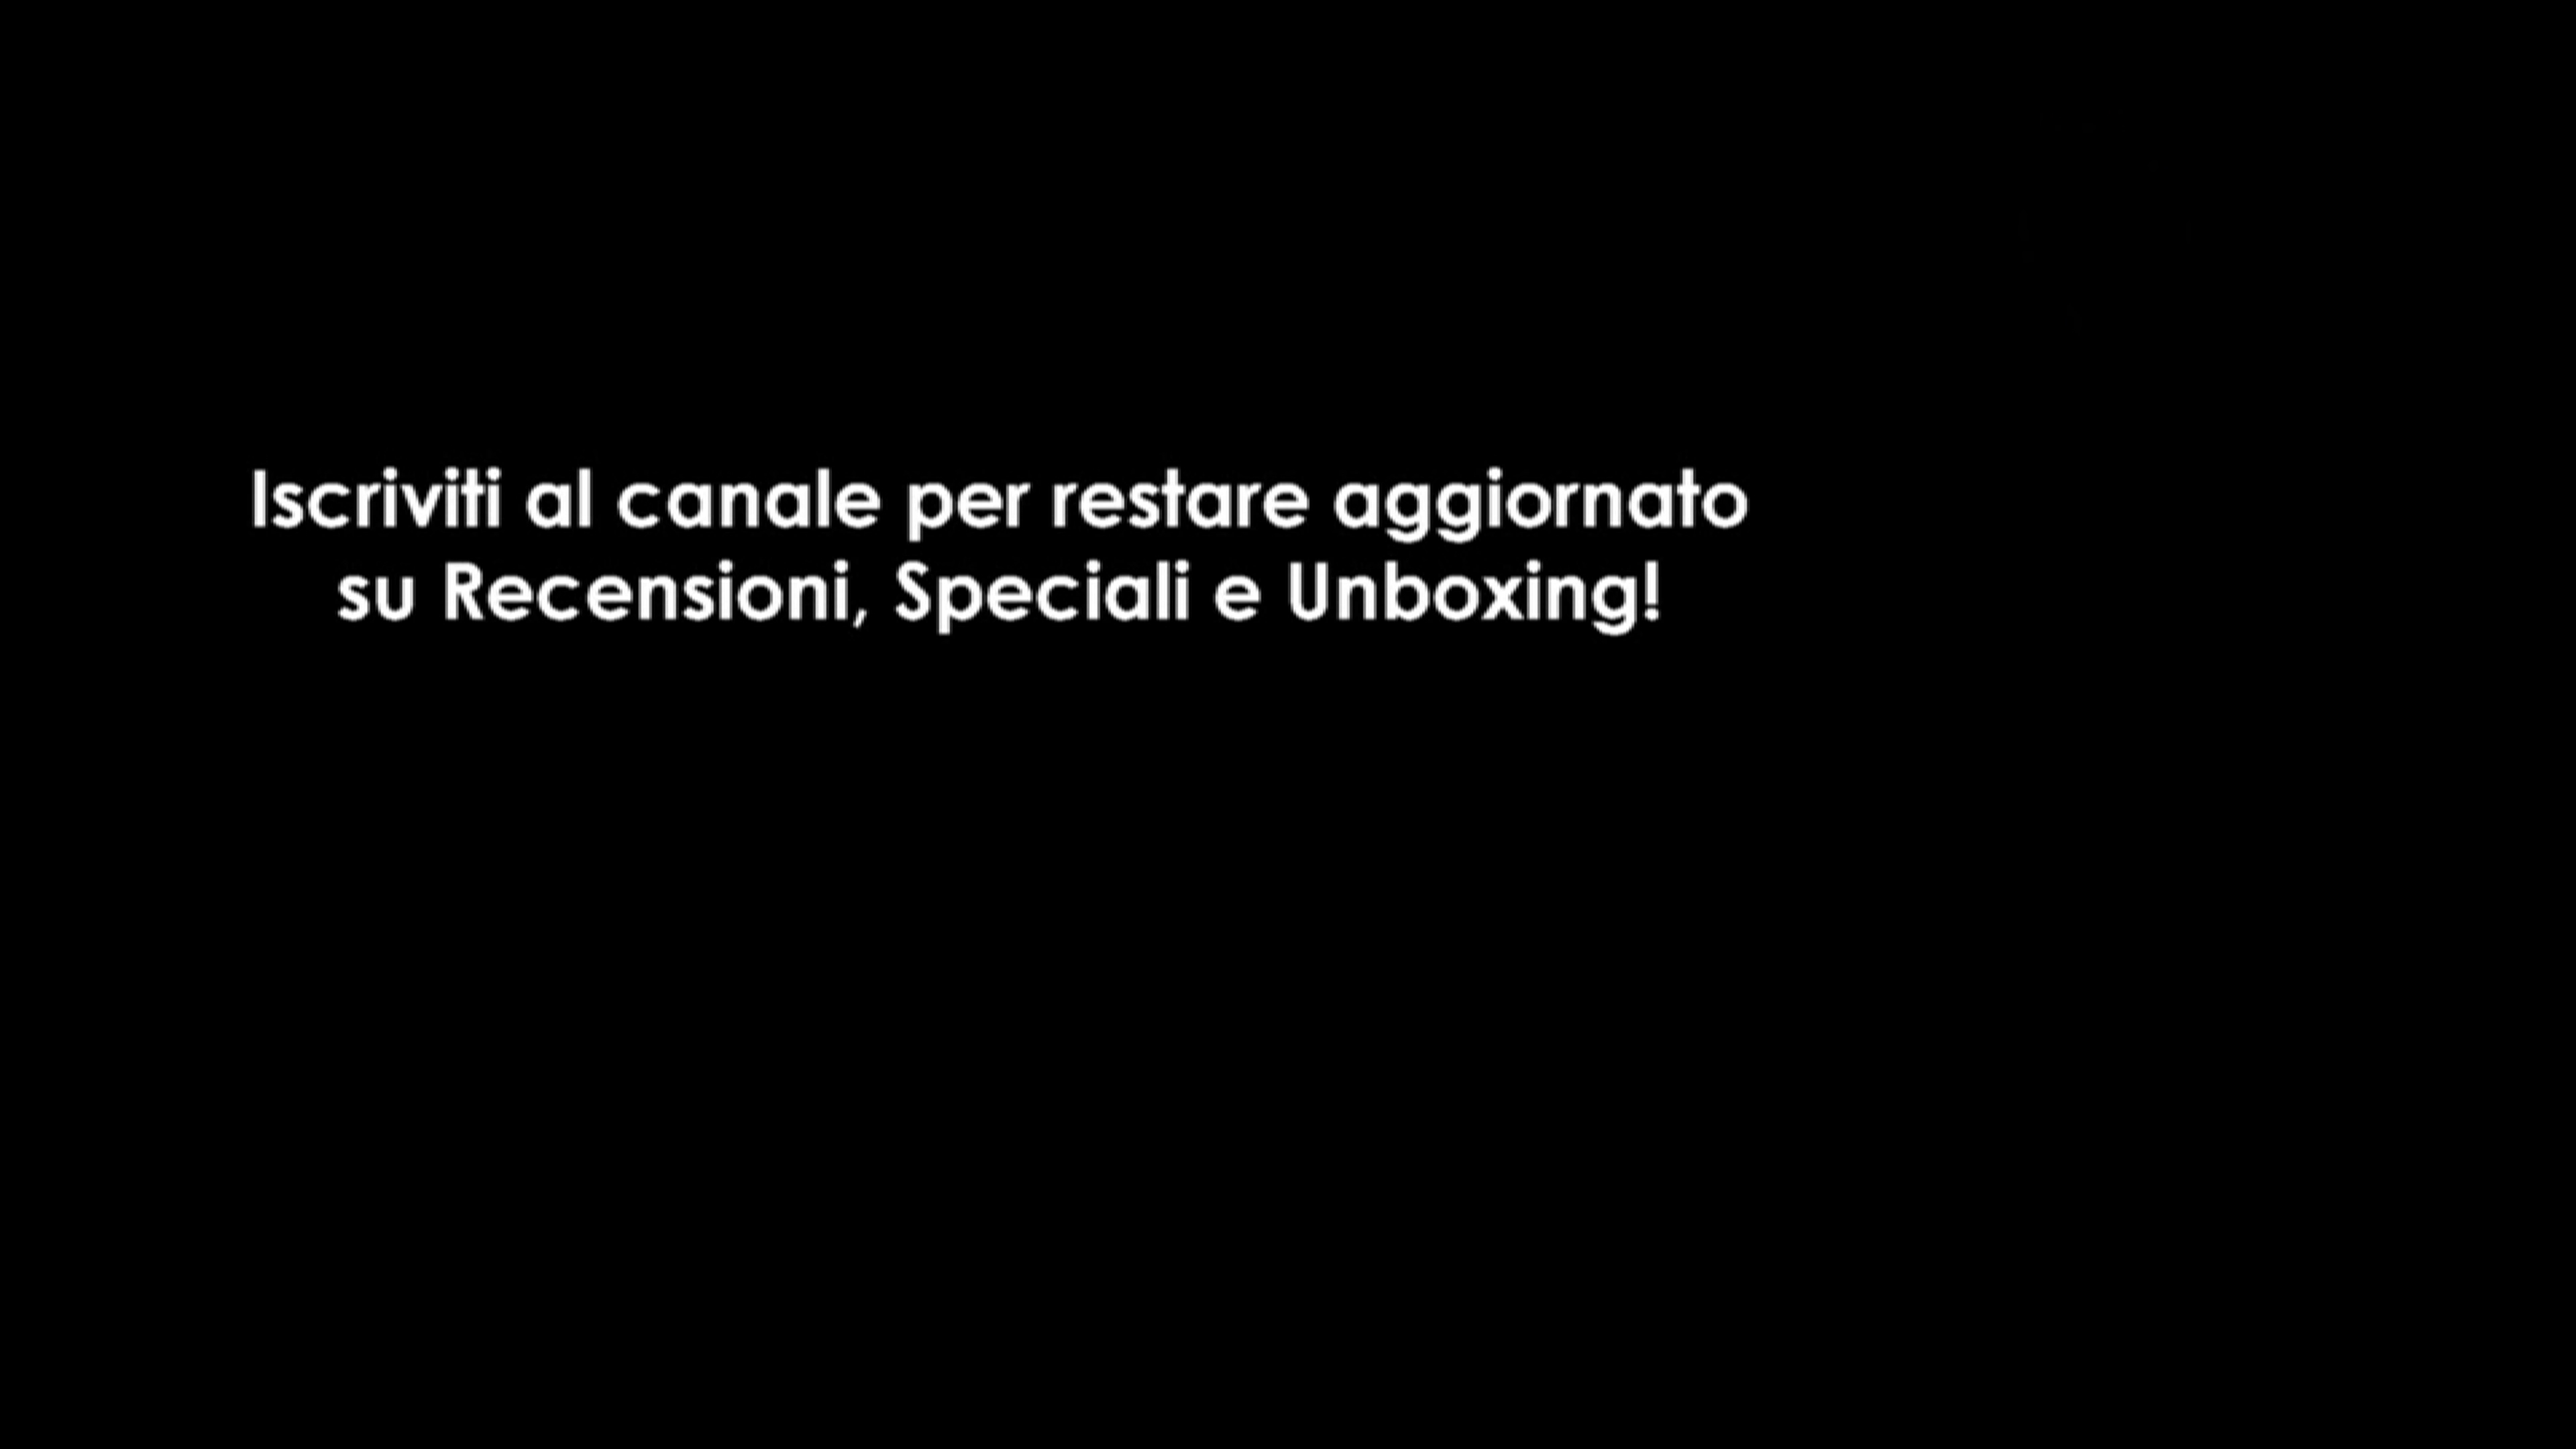 Iscriviti al canale per restare aggiornato
su Recensioni, Speciali e Unboxing!